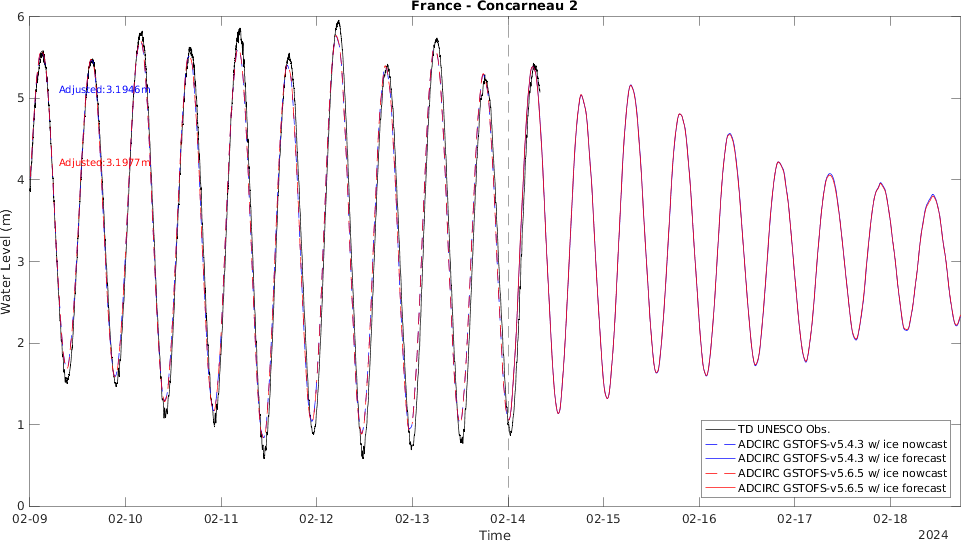 France - Concarneau 2
Water Level (m)
6
5
4
3
2
1
0
Adjusted:3.1946m
Adjusted:3.1977m
TD UNESCO Obs.
ADCIRC GSTOFS-v5.4.3 w/ ice nowcast
ADCIRC GSTOFS-v5.4.3 w/ ice forecast
ADCIRC GSTOFS-v5.6.5 w/ ice nowcast
ADCIRC GSTOFS-v5.6.5 w/ ice forecast
02-09 02-10 02-11 02-12 02-13 02-14 02-15 02-16 02-17 02-18
Time
2024